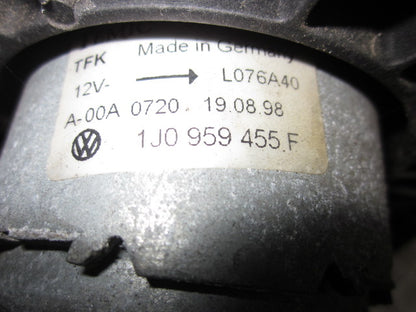 TFK Made in Germany
12V- → L076A40
A-00A 0720 19.08.98
1J0 959 455 F